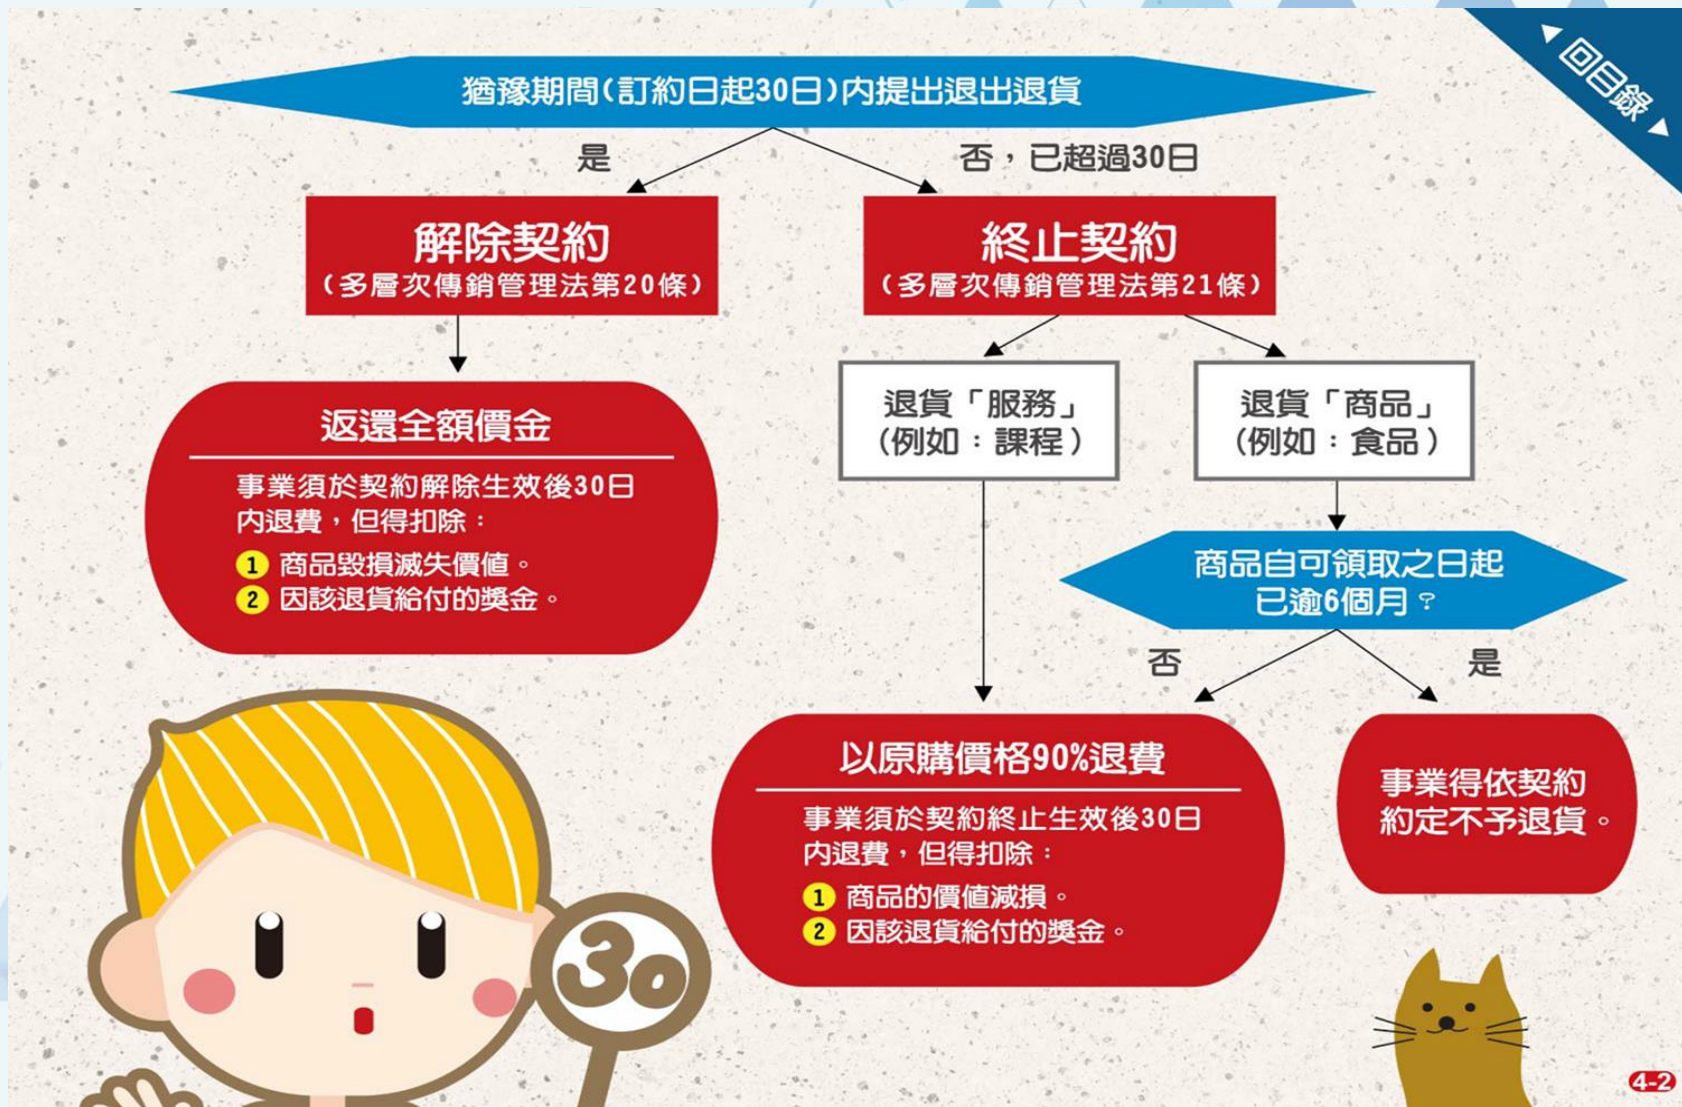 回目錄
猶豫期間(訂約日起30日)內提出退出退貨
是
否，已超過30日
解除契約
(多層次傳銷管理法第20條)
終止契約
(多層次傳銷管理法第21條)
返還全額價金
事業須於契約解除生效後30日
內退費，但得扣除：
1 商品毀損滅失價值。
2 因該退貨給付的獎金。
退貨「服務」
(例如：課程)
退貨「商品」
(例如：食品)
商品自可領取之日起
已逾6個月？
否
是
以原購價格90%退費
事業須於契約終止生效後30日
內退費，但得扣除：
1 商品的價值減損。
2 因該退貨給付的獎金。
事業得依契約
約定不予退貨。
30
4-2